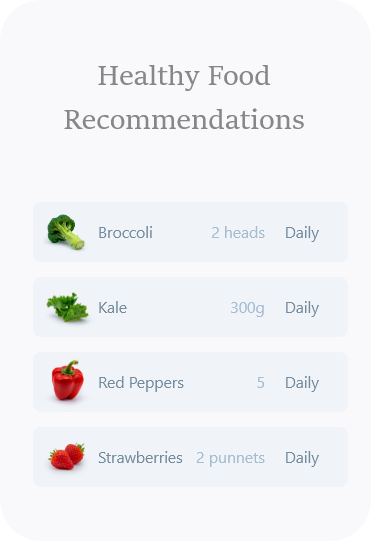 Healthy Food
Recommendations
Broccoli 2 heads Daily
Kale 300g Daily
Red Peppers 5 Daily
Strawberries 2 punnets Daily